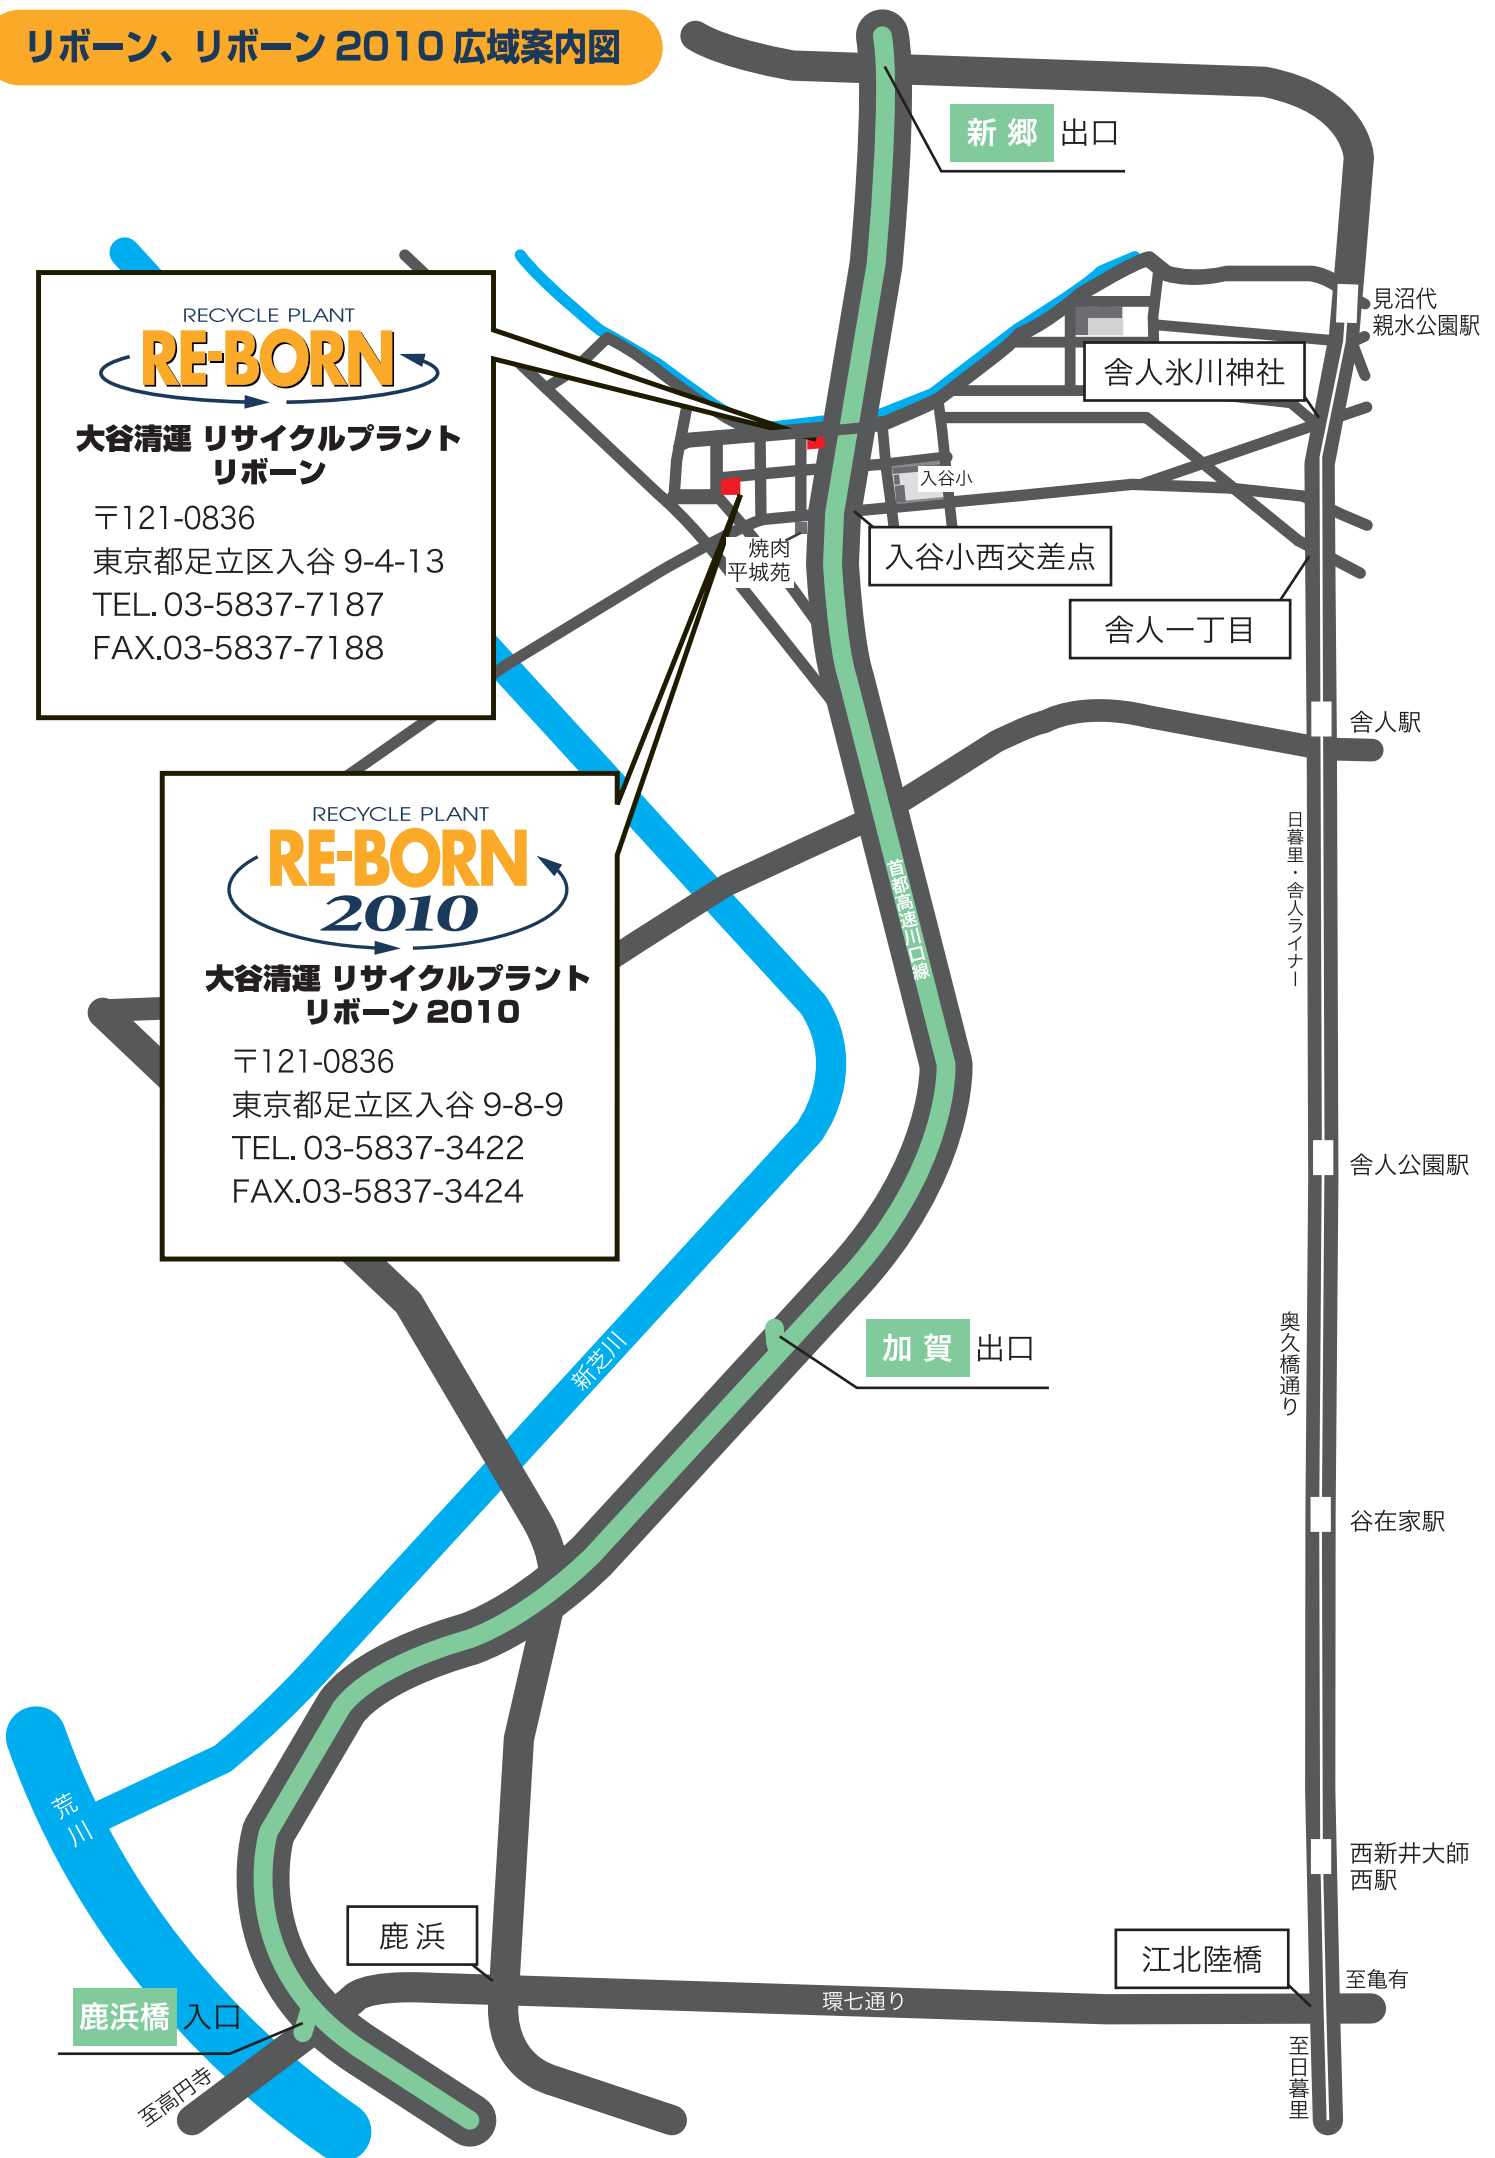 リボーン、リボーン 2010 広域案内図
新郷 出口
見沼代
親水公園駅
RECYCLE PLANT
RE-BORN
大谷清運 リサイクルプラント
リボーン
〒121-0836
東京都足立区入谷 9-4-13
TEL. 03-5837-7187
FAX.03-5837-7188
舎人氷川神社
入谷小
焼肉
平城苑
入谷小西交差点
舎人一丁目
舎人駅
RECYCLE PLANT
RE-BORN
2010
大谷清運 リサイクルプラント
リボーン 2010
〒121-0836
東京都足立区入谷 9-8-9
TEL. 03-5837-3422
FAX.03-5837-3424
首都高速川口線
日暮里・舎人ライナー
舎人公園駅
加賀 出口
新芝川
奥久橋通り
谷在家駅
荒川
西新井大師
西駅
鹿浜
江北陸橋
至亀有
環七通り
鹿浜橋 入口
至高円寺
至日暮里